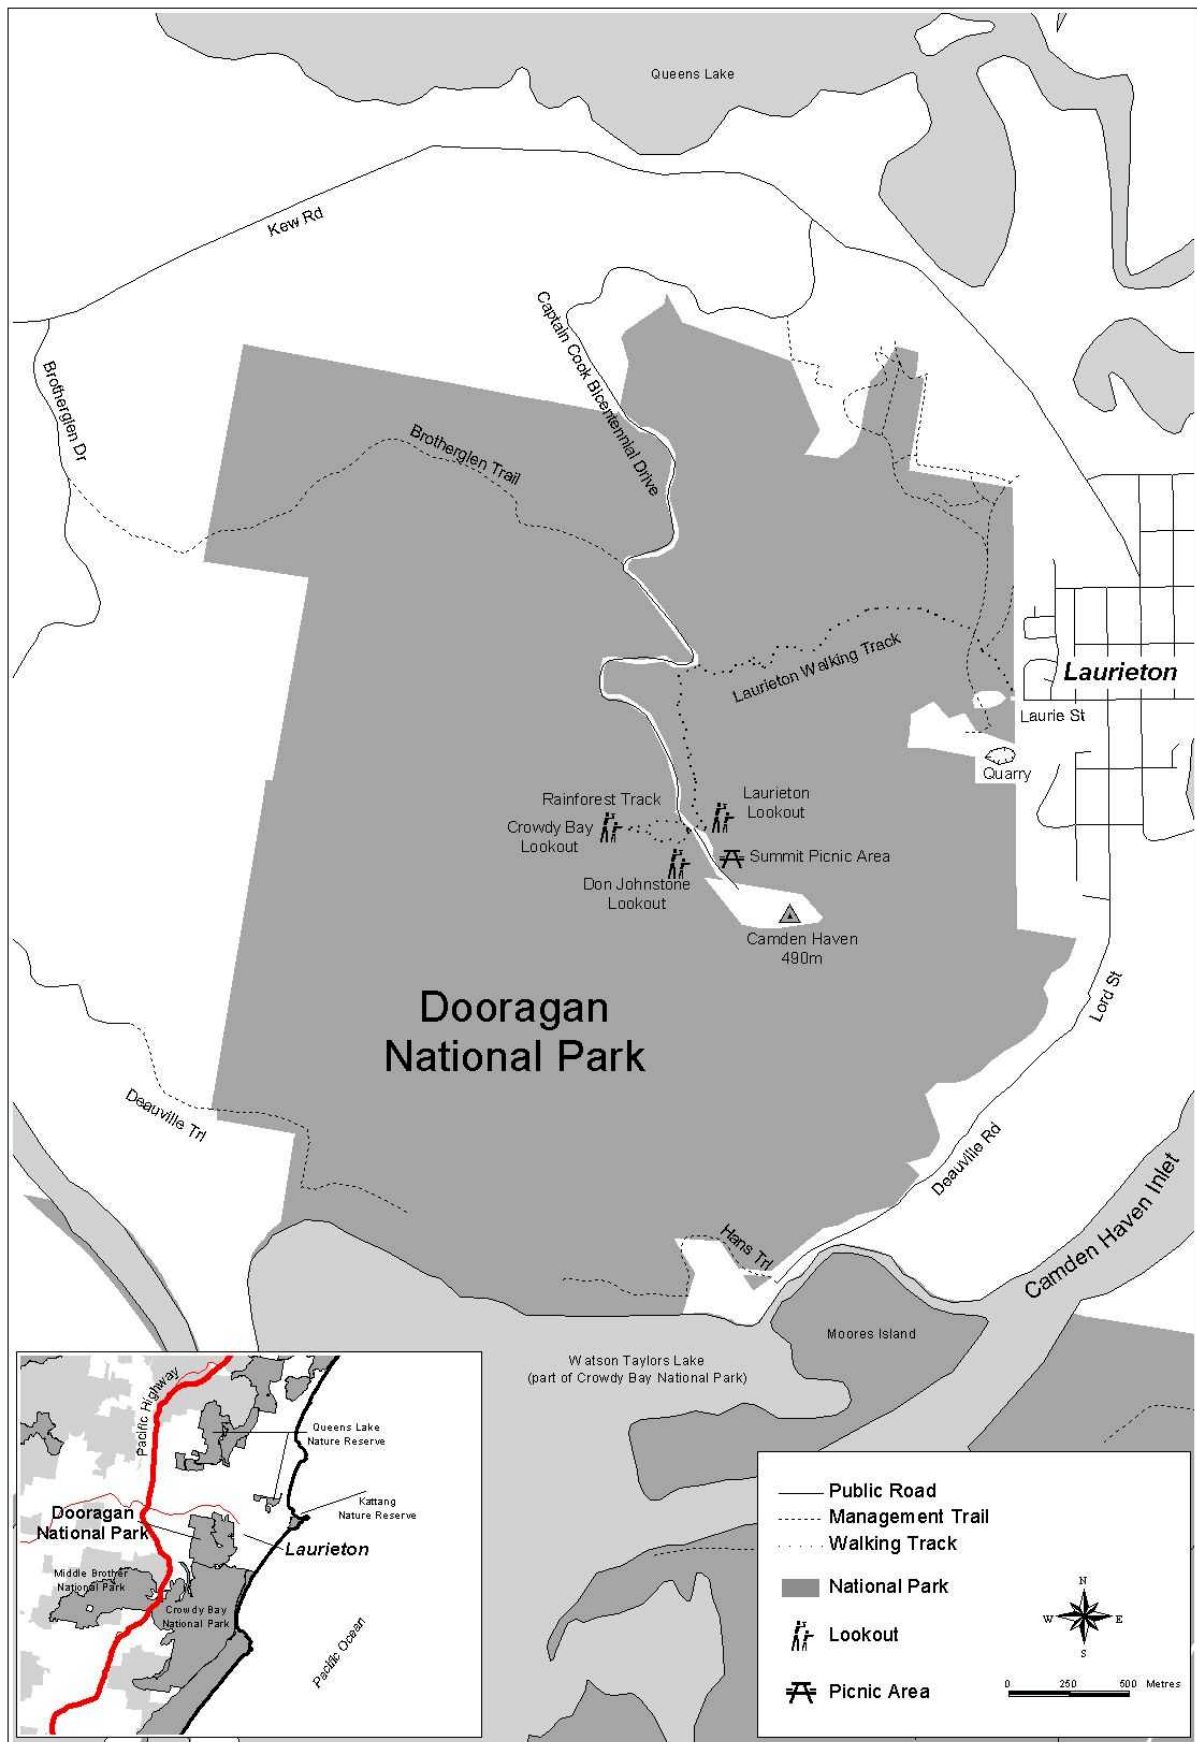 Queens Lake
Kew Rd
Captain Cook Bicentennial Drive
Brotherglen Dr
Brotherglen Trail
Laurieton Walking Track
Laurieton
Laurie St
Quarry
Rainforest Track
Laurieton
Lookout
Crowdy Bay
Lookout
Summit Picnic Area
Don Johnstone
Lookout
Camden Haven
490m
Dooragan
National Park
Lord St
Deauville Trl
Deauville Rd
Hans Trl
Camden Haven Inlet
Moores Island
Watson Taylors Lake
(part of Crowdy Bay National Park)
Pacific Highway
Queens Lake
Nature Reserve
Kattang
Nature Reserve
Dooragan
National Park
Laurieton
Middle Brother
National Park
Crowdy Bay
National Park
Pacific Ocean
Public Road
Management Trail
Walking Track
National Park
Lookout
Picnic Area
N
W E
S
0 250 500 Metres